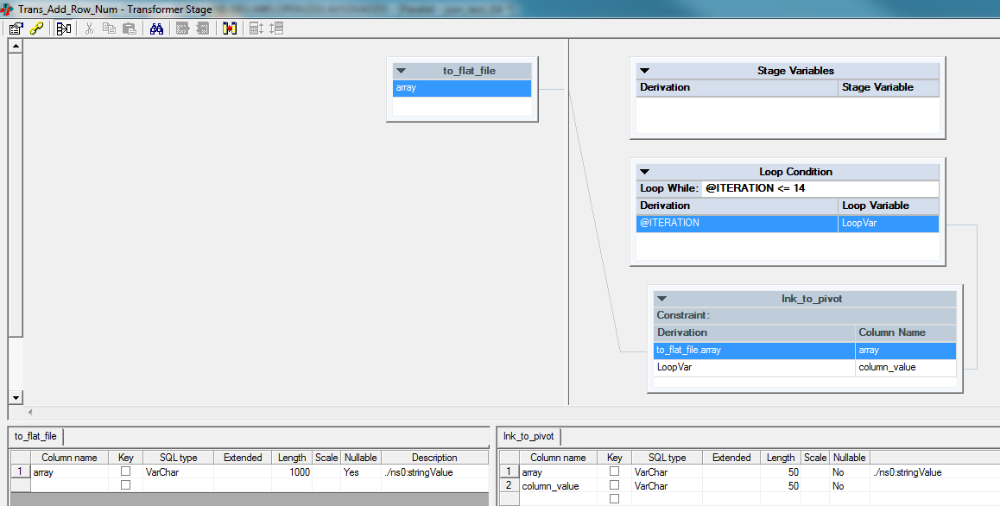 Trans_Add_Row_Num - Transformer Stage
to_flat_file
array
Stage Variables
Derivation Stage Variable
Loop Condition
Loop While: @ITERATION <= 14
Derivation Loop Variable
@ITERATION LoopVar
lnk_to_pivot
Constraint:
Derivation Column Name
to_flat_file.array array
LoopVar column_value
to_flat_file
Column name Key SQL type Extended Length Scale Nullable Description
1 array VarChar 1000 Yes ./ns0:stringValue
lnk_to_pivot
Column name Key SQL type Extended Length Scale Nullable
1 array VarChar 50 No ./ns0:stringValue
2 column_value VarChar 50 No